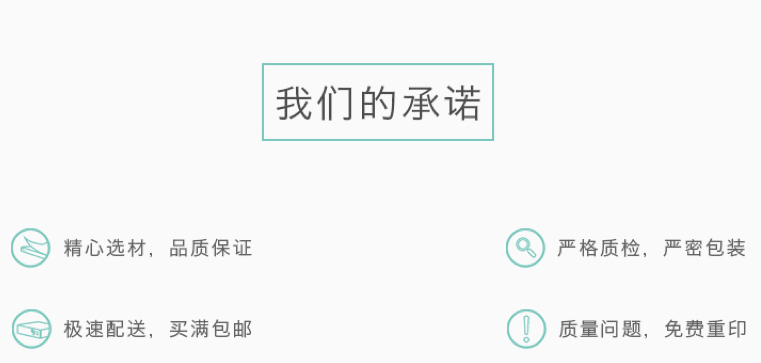 我们的承诺
精心选材，品质保证
严格质检，严密包装
极速配送，买满包邮
质量问题，免费重印